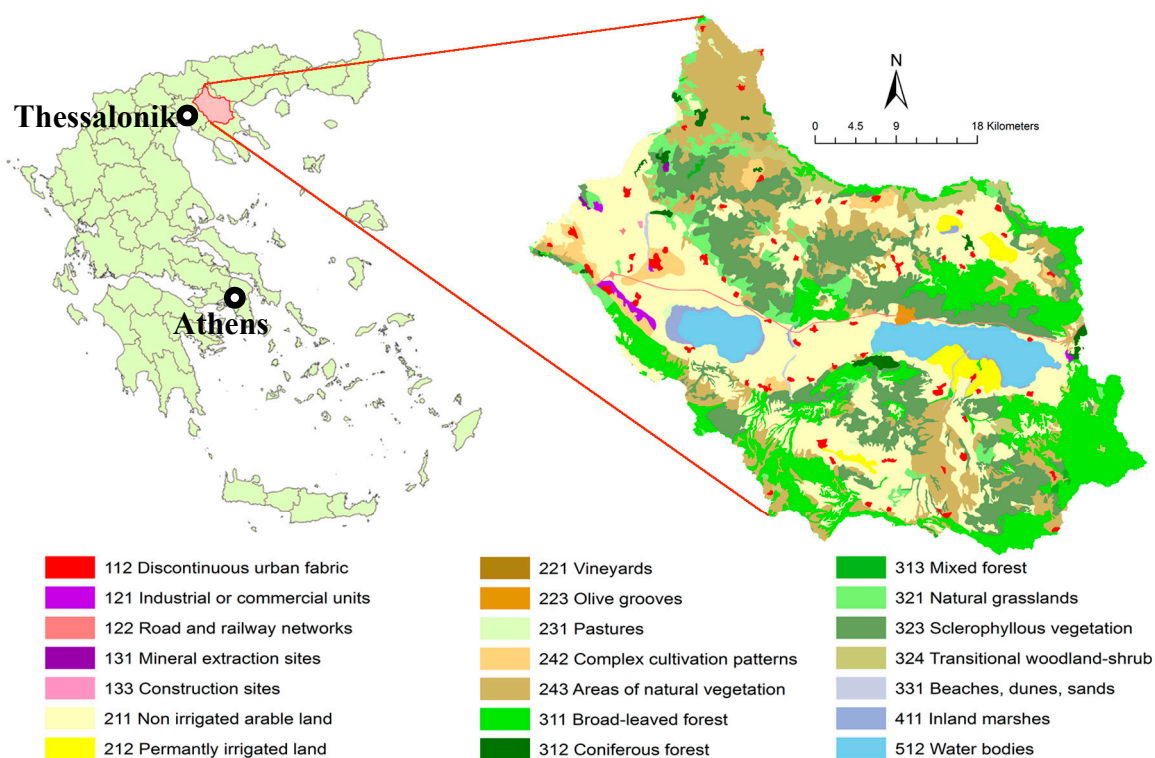 N
Thessalonik
0 4.5 9 18 Kilometers
Athens
112 Discontinuous urban fabric
121 Industrial or commercial units
122 Road and railway networks
131 Mineral extraction sites
133 Construction sites
211 Non irrigated arable land
212 Permantly irrigated land
221 Vineyards
223 Olive groves
231 Pastures
242 Complex cultivation patterns
243 Areas of natural vegetation
311 Broad-leaved forest
312 Coniferous forest
313 Mixed forest
321 Natural grasslands
323 Sclerophyllous vegetation
324 Transitional woodland-shrub
331 Beaches, dunes, sands
411 Inland marshes
512 Water bodies